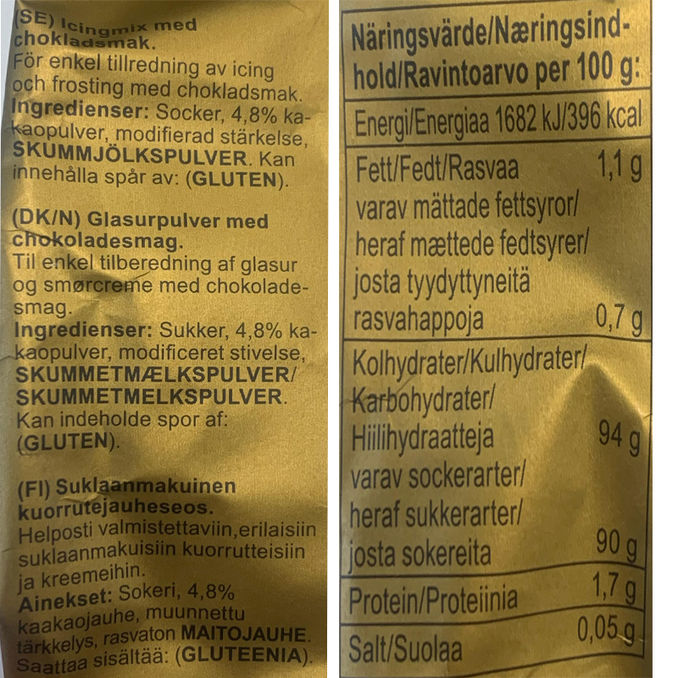 (SE) Icingmix med
chokladsmak.
För enkel tillredning av icing
och frosting med chokladsmak.
Ingredienser: Socker, 4,8% ka-
kaopulver, modifierad stärkelse,
SKUMMJÖLKSPULVER. Kan
innehålla spår av: (GLUTEN).
(DK/N) Glasurpulver med
chokoladesmag.
Til enkel tilberedning af glasur
og smørcreme med chokolade-
smag.
Ingredienser: Sukker, 4,8% ka-
kaopulver, modificeret stivelse,
SKUMMETMÆLKSPULVER/
SKUMMETMELKSPULVER.
Kan indeholde spor af:
(GLUTEN).
(FI) Suklaanmakuinen
kuorrutejauheseos.
Helposti valmistettaviin,erilaisiin
suklaanmakuisiin kuorrutteisiin
ja kreemeihin.
Ainekset: Sokeri, 4,8%
kaakaojauhe, muunnettu
tärkkelys, rasvaton MAITOJAUHE.
Saattaa sisältää: (GLUTEENIA).
Näringsvärde/Næringsind-
hold/Ravintoarvo per 100 g:
Energi/Energiaa 1682 kJ/396 kcal
Fett/Fedt/Rasvaa 1,1 g
varav mättade fettsyror/
heraf mættede fedtsyrer/
josta tyydyttyneitä
rasvahappoja 0,7 g
Kolhydrater/Kulhydrater/
Karbohydrater/
Hiilihydraatteja 94 g
varav sockerarter/
heraf sukkerarter/
josta sokereita 90 g
Protein/Proteiinia 1,7 g
Salt/Suolaa 0,05 g